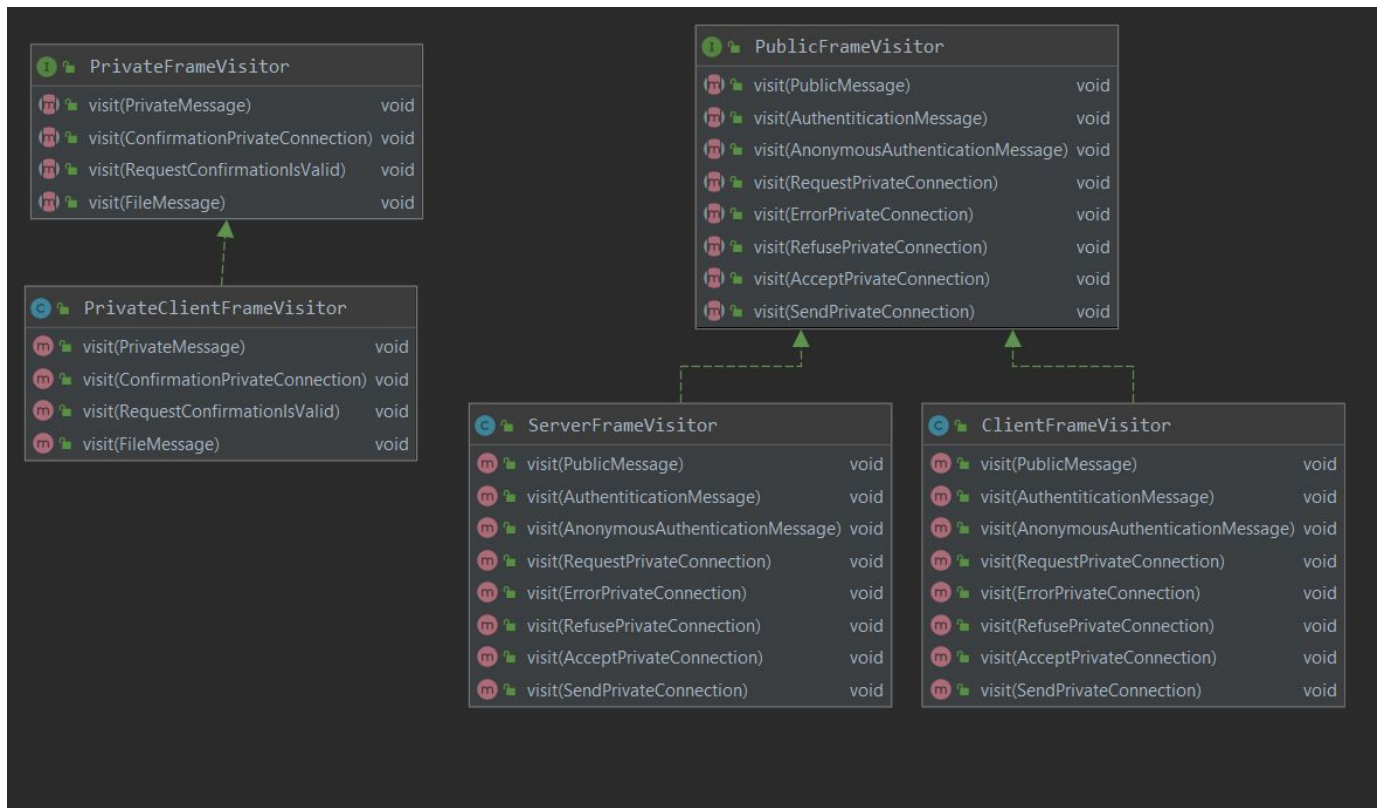 PrivateFrameVisitor
visit(PrivateMessage) void
visit(ConfirmationPrivateConnection) void
visit(RequestConfirmationIsValid) void
visit(FileMessage) void
PrivateClientFrameVisitor
visit(PrivateMessage) void
visit(ConfirmationPrivateConnection) void
visit(RequestConfirmationIsValid) void
visit(FileMessage) void
PublicFrameVisitor
visit(PublicMessage) void
visit(AuthentiticationMessage) void
visit(AnonymousAuthenticationMessage) void
visit(RequestPrivateConnection) void
visit(ErrorPrivateConnection) void
visit(RefusePrivateConnection) void
visit(AcceptPrivateConnection) void
visit(SendPrivateConnection) void
ServerFrameVisitor
visit(PublicMessage) void
visit(AuthentiticationMessage) void
visit(AnonymousAuthenticationMessage) void
visit(RequestPrivateConnection) void
visit(ErrorPrivateConnection) void
visit(RefusePrivateConnection) void
visit(AcceptPrivateConnection) void
visit(SendPrivateConnection) void
ClientFrameVisitor
visit(PublicMessage) void
visit(AuthentiticationMessage) void
visit(AnonymousAuthenticationMessage) void
visit(RequestPrivateConnection) void
visit(ErrorPrivateConnection) void
visit(RefusePrivateConnection) void
visit(AcceptPrivateConnection) void
visit(SendPrivateConnection) void